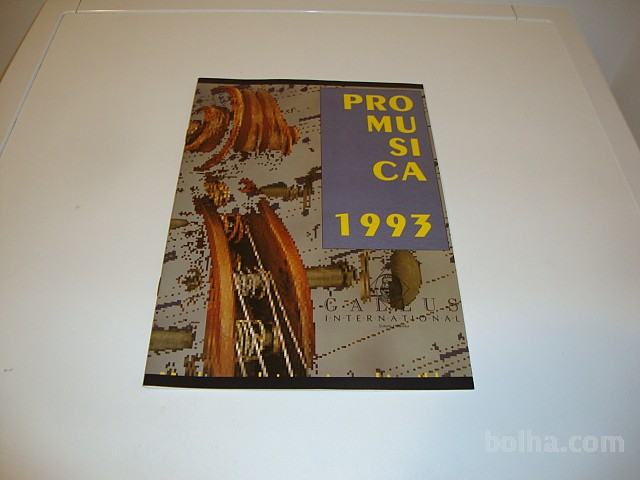 PRO
MU
SI
CA
1993
GALLUS
INTERNATIONAL
bolha.com